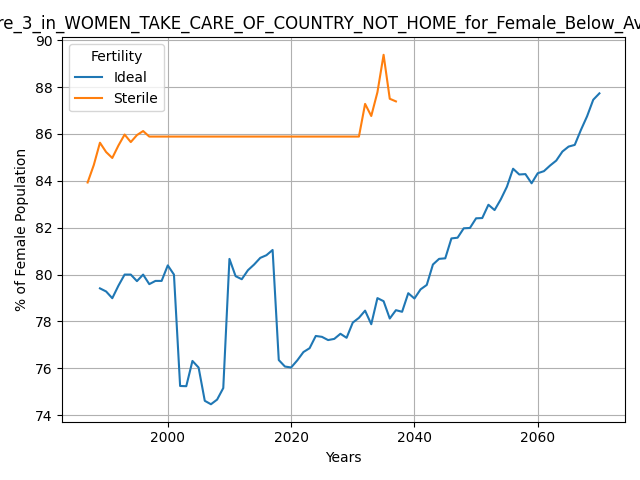 re_3_in_WOMEN_TAKE_CARE_OF_COUNTRY_NOT_HOME_for_Female_Below_Av
90
88
86
84
82
80
78
76
74
% of Female Population
Fertility
Ideal
Sterile
2000 2020 2040 2060
Years